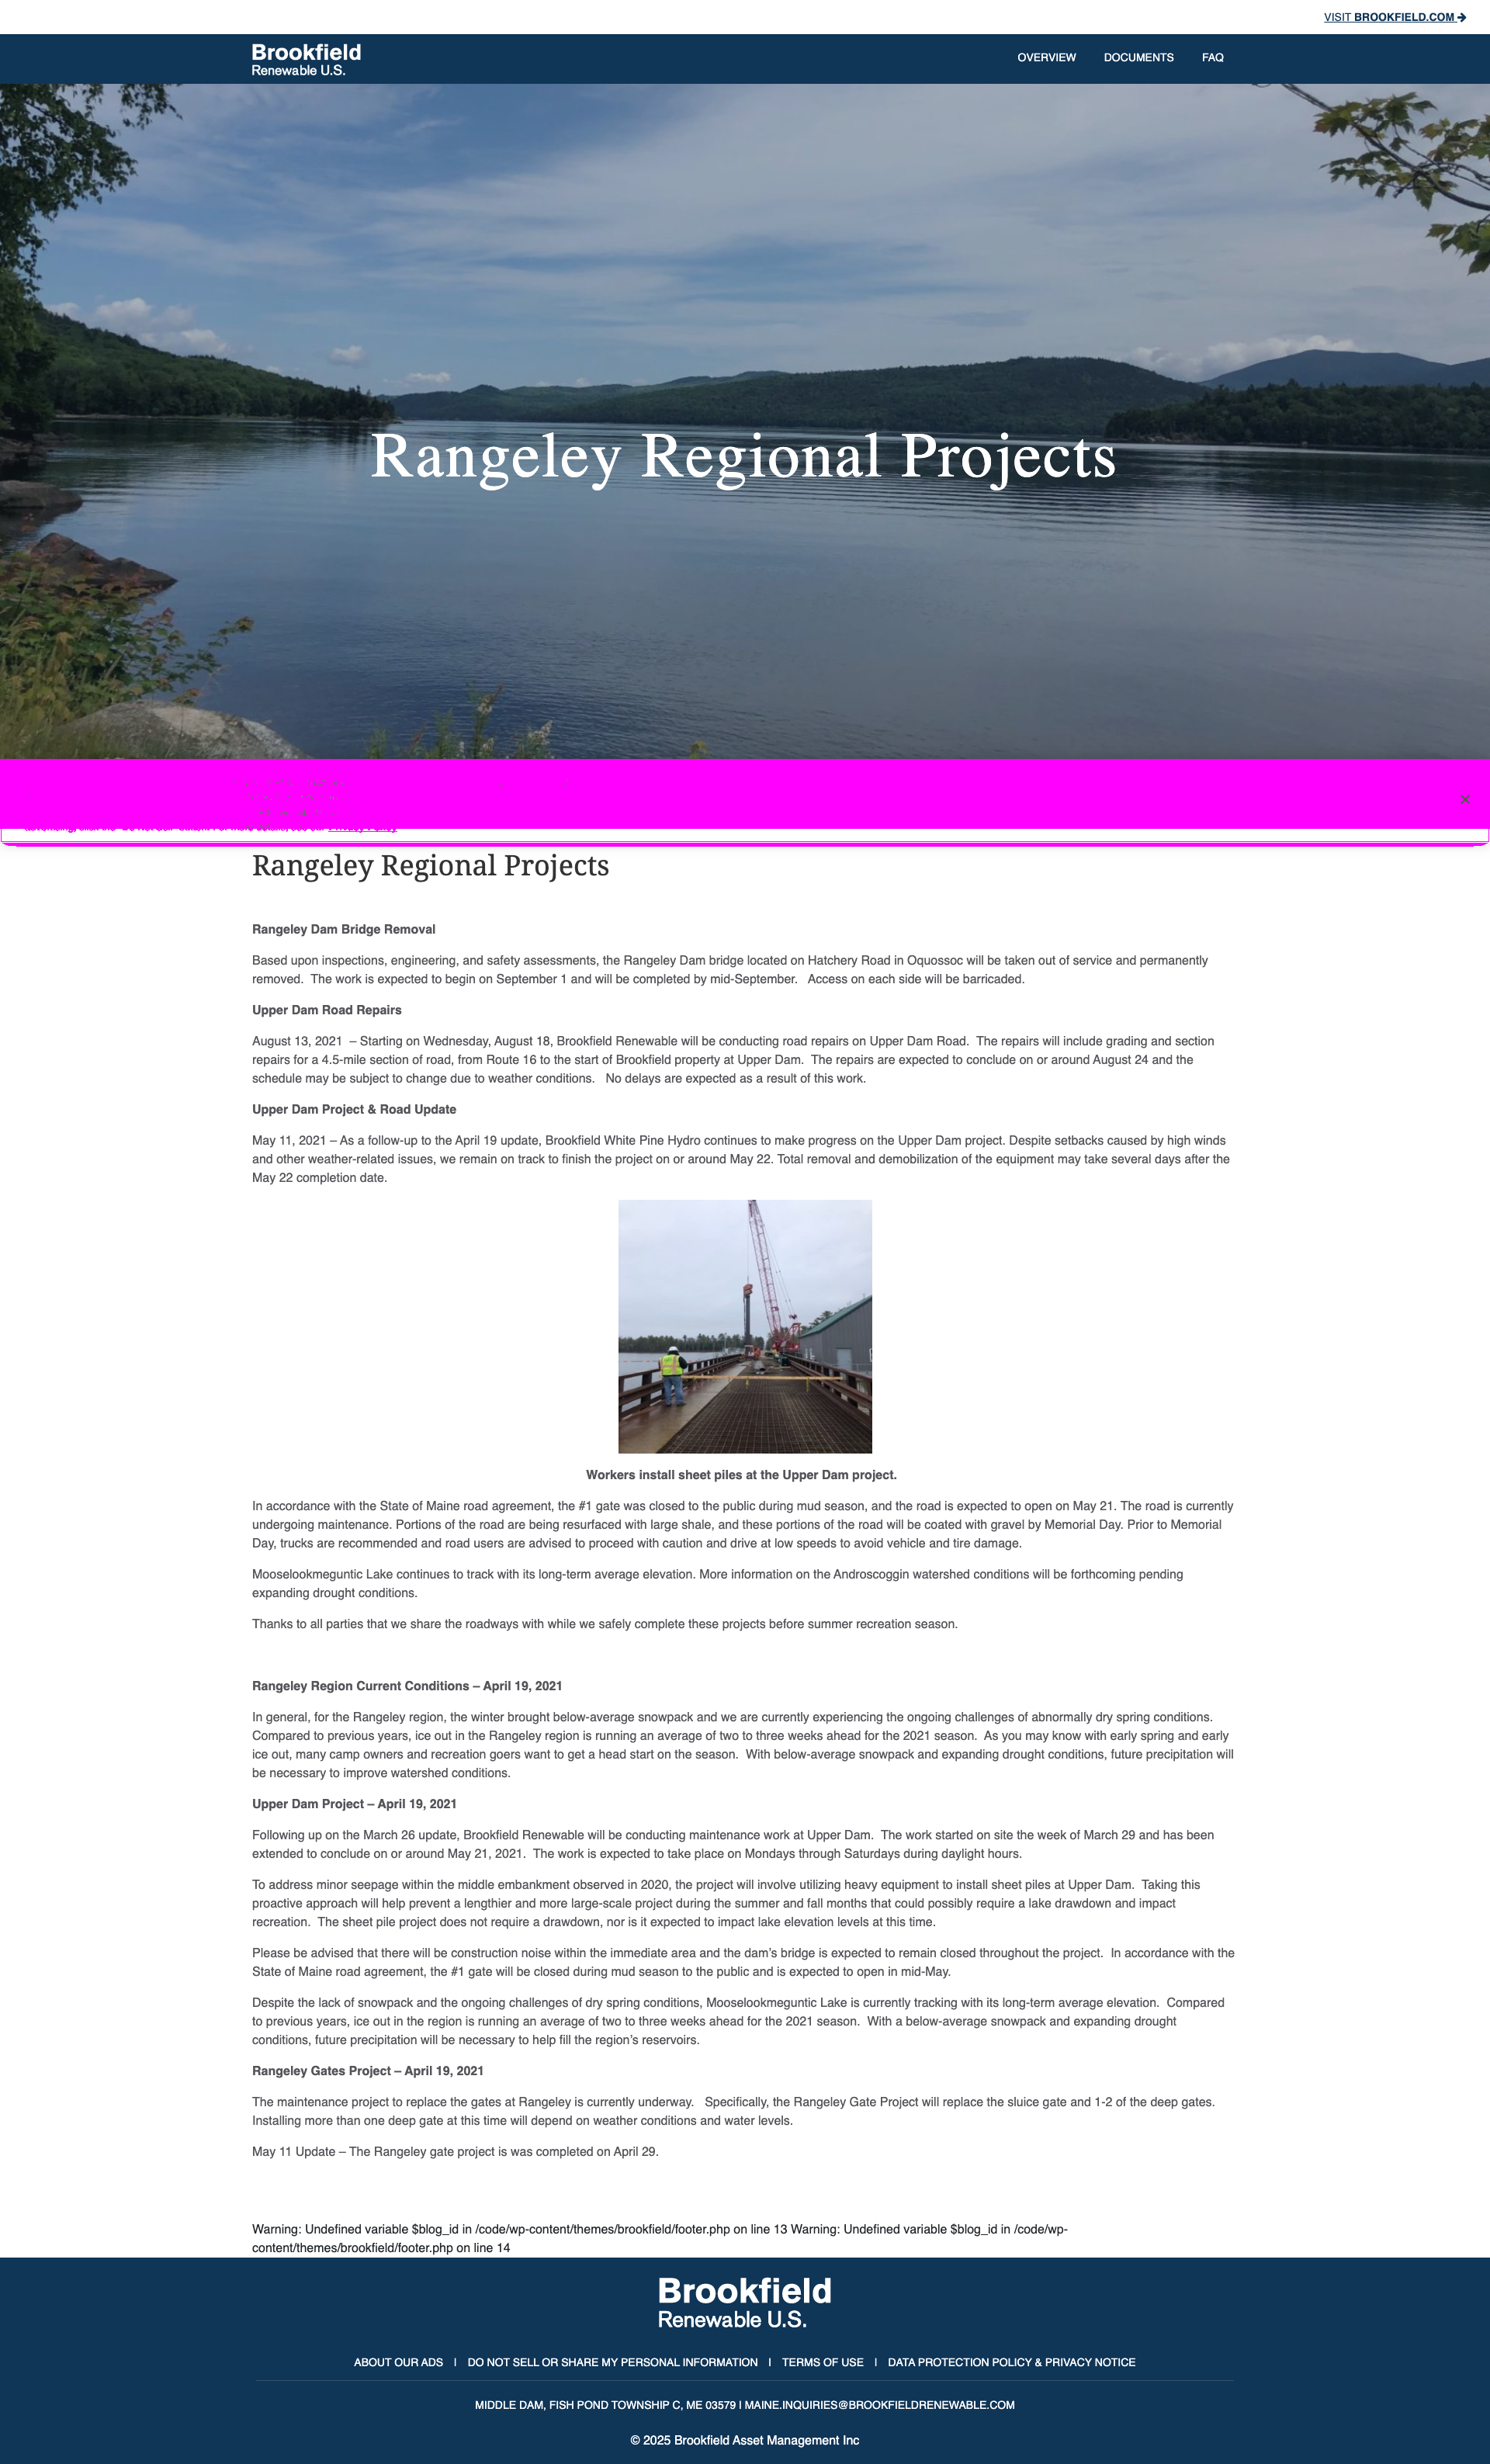 VISIT BROOKFIELD.COM
Brookfield
Renewable U.S.
OVERVIEW DOCUMENTS FAQ
Rangeley Regional Projects
Privacy Policy
Rangeley Regional Projects
Rangeley Dam Bridge Removal
Based upon inspections, engineering, and safety assessments, the Rangeley Dam bridge located on Hatchery Road in Oquossoc will be taken out of service and permanently
removed. The work is expected to begin on September 1 and will be completed by mid-September. Access on each side will be barricaded.
Upper Dam Road Repairs
August 13, 2021 – Starting on Wednesday, August 18, Brookfield Renewable will be conducting road repairs on Upper Dam Road. The repairs will include grading and section
repairs for a 4.5-mile section of road, from Route 16 to the start of Brookfield property at Upper Dam. The repairs are expected to conclude on or around August 24 and the
schedule may be subject to change due to weather conditions. No delays are expected as a result of this work.
Upper Dam Project & Road Update
May 11, 2021 – As a follow-up to the April 19 update, Brookfield White Pine Hydro continues to make progress on the Upper Dam project. Despite setbacks caused by high winds
and other weather-related issues, we remain on track to finish the project on or around May 22. Total removal and demobilization of the equipment may take several days after the
May 22 completion date.
Workers install sheet piles at the Upper Dam project.
In accordance with the State of Maine road agreement, the #1 gate was closed to the public during mud season, and the road is expected to open on May 21. The road is currently
undergoing maintenance. Portions of the road are being resurfaced with large shale, and these portions of the road will be coated with gravel by Memorial Day. Prior to Memorial
Day, trucks are recommended and road users are advised to proceed with caution and drive at low speeds to avoid vehicle and tire damage.
Mooselookmeguntic Lake continues to track with its long-term average elevation. More information on the Androscoggin watershed conditions will be forthcoming pending
expanding drought conditions.
Thanks to all parties that we share the roadways with while we safely complete these projects before summer recreation season.
Rangeley Region Current Conditions – April 19, 2021
In general, for the Rangeley region, the winter brought below-average snowpack and we are currently experiencing the ongoing challenges of abnormally dry spring conditions.
Compared to previous years, ice out in the Rangeley region is running an average of two to three weeks ahead for the 2021 season. As you may know with early spring and early
ice out, many camp owners and recreation goers want to get a head start on the season. With below-average snowpack and expanding drought conditions, future precipitation will
be necessary to improve watershed conditions.
Upper Dam Project – April 19, 2021
Following up on the March 26 update, Brookfield Renewable will be conducting maintenance work at Upper Dam. The work started on site the week of March 29 and has been
extended to conclude on or around May 21, 2021. The work is expected to take place on Mondays through Saturdays during daylight hours.
To address minor seepage within the middle embankment observed in 2020, the project will involve utilizing heavy equipment to install sheet piles at Upper Dam. Taking this
proactive approach will help prevent a lengthier and more large-scale project during the summer and fall months that could possibly require a lake drawdown and impact
recreation. The sheet pile project does not require a drawdown, nor is it expected to impact lake elevation levels at this time.
Please be advised that there will be construction noise within the immediate area and the dam’s bridge is expected to remain closed throughout the project. In accordance with the
State of Maine road agreement, the #1 gate will be closed during mud season to the public and is expected to open in mid-May.
Despite the lack of snowpack and the ongoing challenges of dry spring conditions, Mooselookmeguntic Lake is currently tracking with its long-term average elevation. Compared
to previous years, ice out in the region is running an average of two to three weeks ahead for the 2021 season. With a below-average snowpack and expanding drought
conditions, future precipitation will be necessary to help fill the region’s reservoirs.
Rangeley Gates Project – April 19, 2021
The maintenance project to replace the gates at Rangeley is currently underway. Specifically, the Rangeley Gate Project will replace the sluice gate and 1-2 of the deep gates.
Installing more than one deep gate at this time will depend on weather conditions and water levels.
May 11 Update – The Rangeley gate project is was completed on April 29.
Warning: Undefined variable $blog_id in /code/wp-content/themes/brookfield/footer.php on line 13 Warning: Undefined variable $blog_id in /code/wp-
content/themes/brookfield/footer.php on line 14
Brookfield
Renewable U.S.
ABOUT OUR ADS | DO NOT SELL OR SHARE MY PERSONAL INFORMATION | TERMS OF USE | DATA PROTECTION POLICY & PRIVACY NOTICE
MIDDLE DAM, FISH POND TOWNSHIP C, ME 03579 | MAINE.INQUIRIES@BROOKFIELDRENEWABLE.COM
© 2025 Brookfield Asset Management Inc